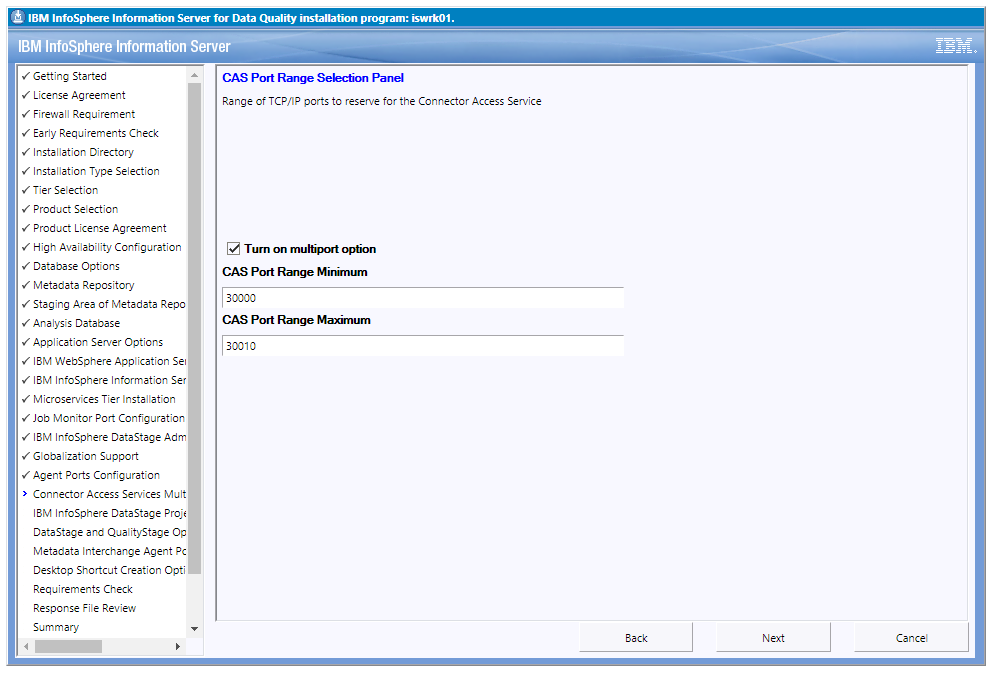 IBM InfoSphere Information Server for Data Quality installation program: iswrk01.
IBM InfoSphere Information Server
IBM.
✓ Getting Started
✓ License Agreement
✓ Firewall Requirement
✓ Early Requirements Check
✓ Installation Directory
✓ Installation Type Selection
✓ Tier Selection
✓ Product Selection
✓ Product License Agreement
✓ High Availability Configuration
✓ Database Options
✓ Metadata Repository
✓ Staging Area of Metadata Repo
✓ Analysis Database
✓ Application Server Options
✓ IBM WebSphere Application Ser
✓ IBM InfoSphere Information Ser
✓ Microservices Tier Installation
✓ Job Monitor Port Configuration
✓ IBM InfoSphere DataStage Adm
✓ Globalization Support
✓ Agent Ports Configuration
› Connector Access Services Mult
IBM InfoSphere DataStage Proje
DataStage and QualityStage Op
Metadata Interchange Agent Po
Desktop Shortcut Creation Opti
Requirements Check
Response File Review
Summary
CAS Port Range Selection Panel
Range of TCP/IP ports to reserve for the Connector Access Service
Turn on multiport option
CAS Port Range Minimum
30000
CAS Port Range Maximum
30010
Back
Next
Cancel